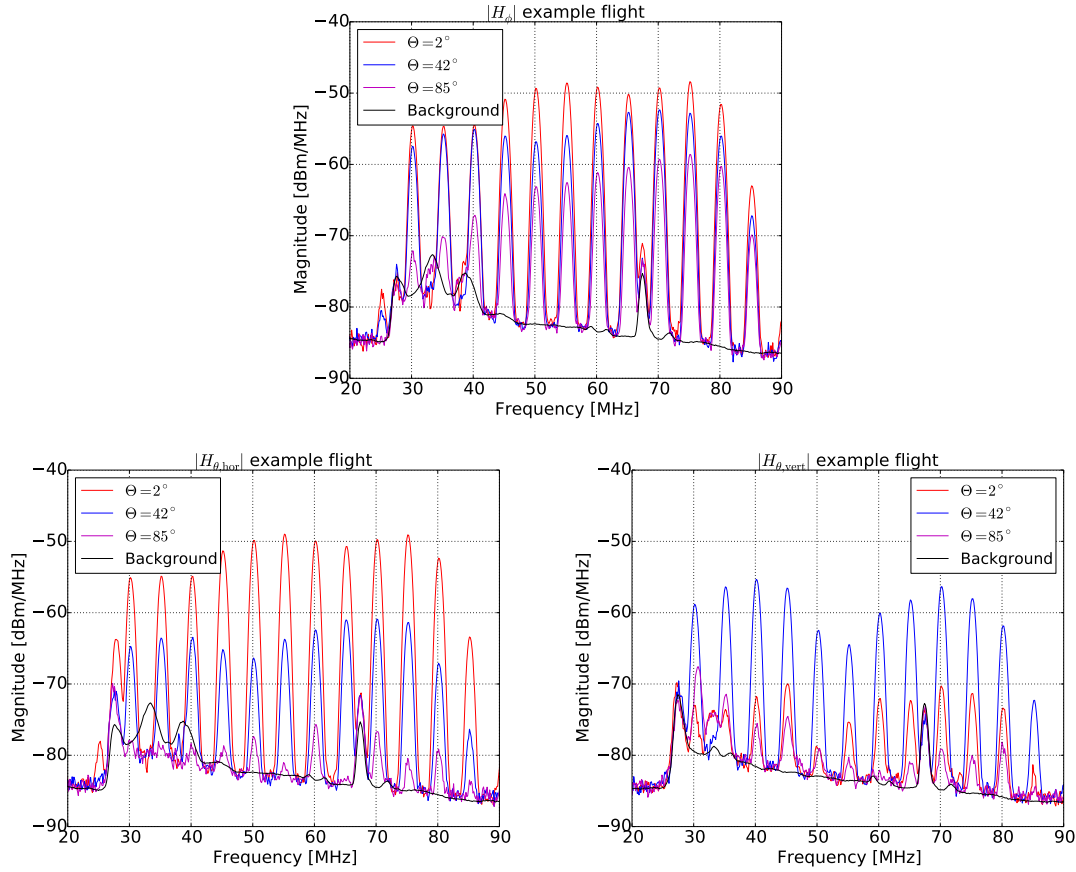 |H_ϕ| example flight
Θ=2°
Θ=42°
Θ=85°
Background
−40
−50
−60
−70
−80
−90
Magnitude [dBm/MHz]
20 30 40 50 60 70 80 90
Frequency [MHz]
|H_θ,hor| example flight
Θ=2°
Θ=42°
Θ=85°
Background
−40
−50
−60
−70
−80
−90
Magnitude [dBm/MHz]
20 30 40 50 60 70 80 90
Frequency [MHz]
|H_θ,vert| example flight
Θ=2°
Θ=42°
Θ=85°
Background
−40
−50
−60
−70
−80
−90
Magnitude [dBm/MHz]
20 30 40 50 60 70 80 90
Frequency [MHz]